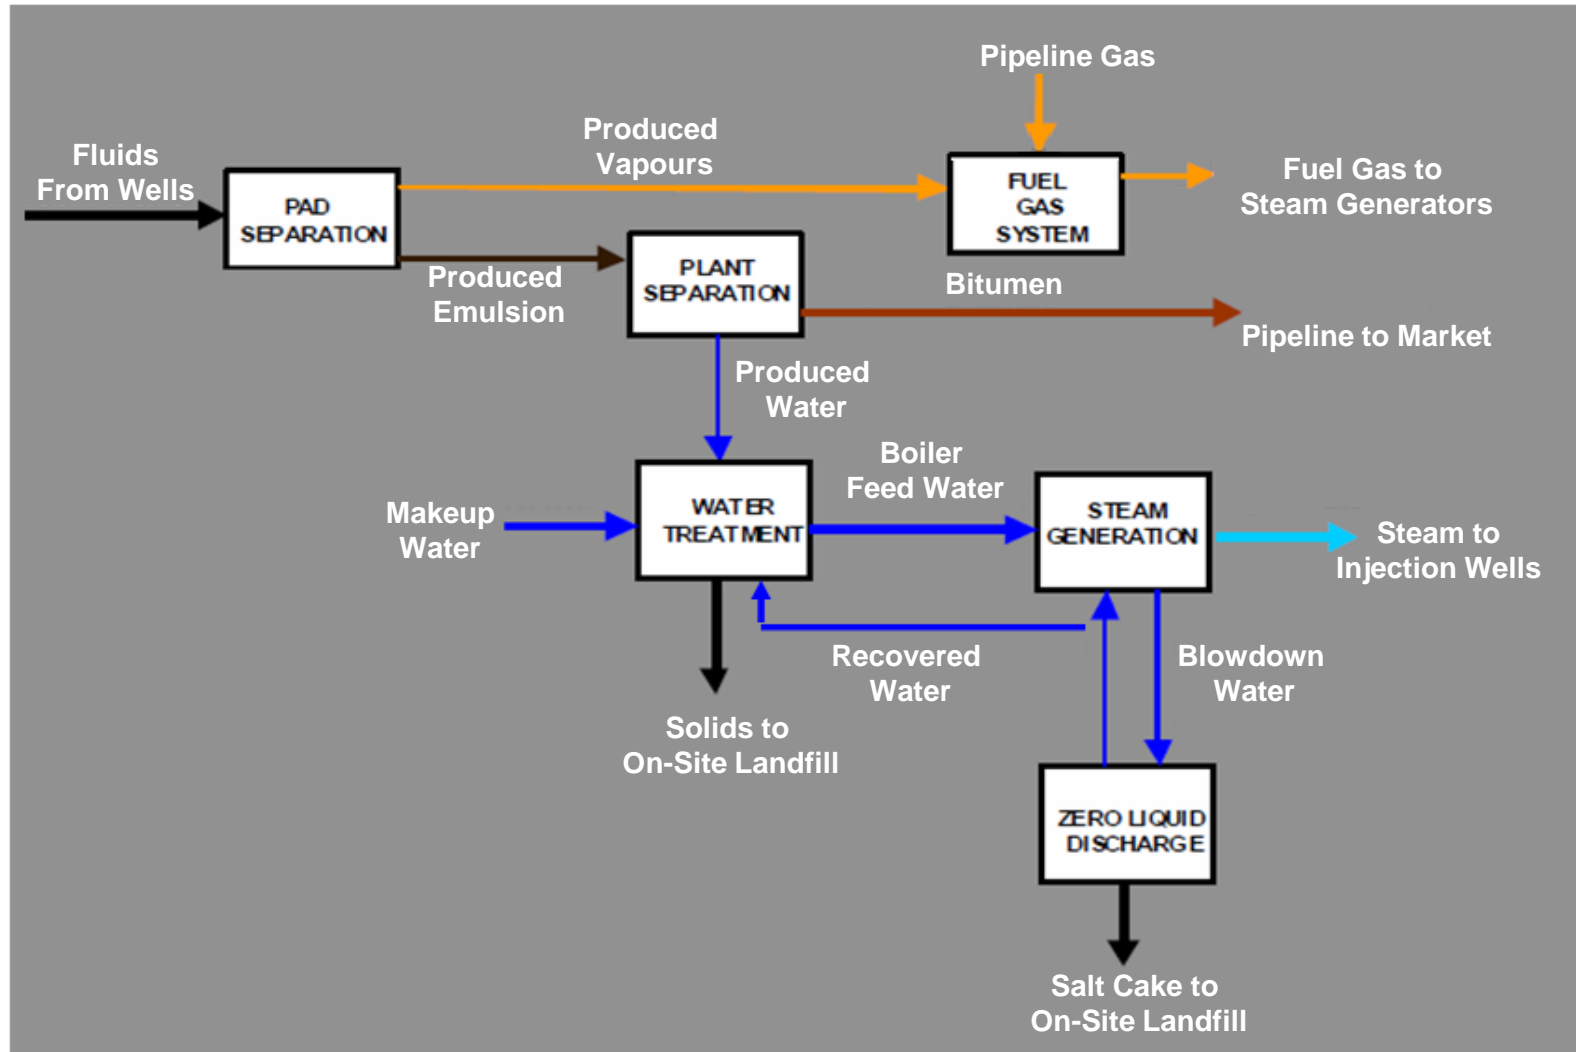 Pipeline Gas
Produced
Vapours
Fluids
From Wells
FUEL
GAS
SYSTEM
Fuel Gas to
Steam Generators
PAD
SEPARATION
Produced
Emulsion
PLANT
SEPARATION
Bitumen
Pipeline to Market
Produced
Water
Boiler
Feed Water
Makeup
Water
WATER
TREATMENT
STEAM
GENERATION
Steam to
Injection Wells
Recovered
Water
Blowdown
Water
Solids to
On-Site Landfill
ZERO LIQUID
DISCHARGE
Salt Cake to
On-Site Landfill